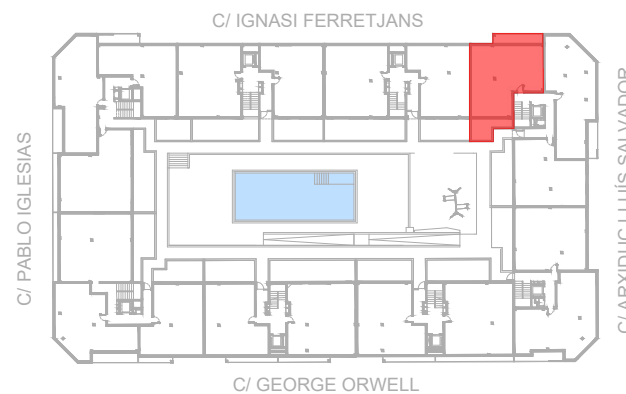 C/ IGNASI FERRETJANS
C/ PABLO IGLESIAS
C/ ARXIDUC LLUÍS SALVADOR
C/ GEORGE ORWELL